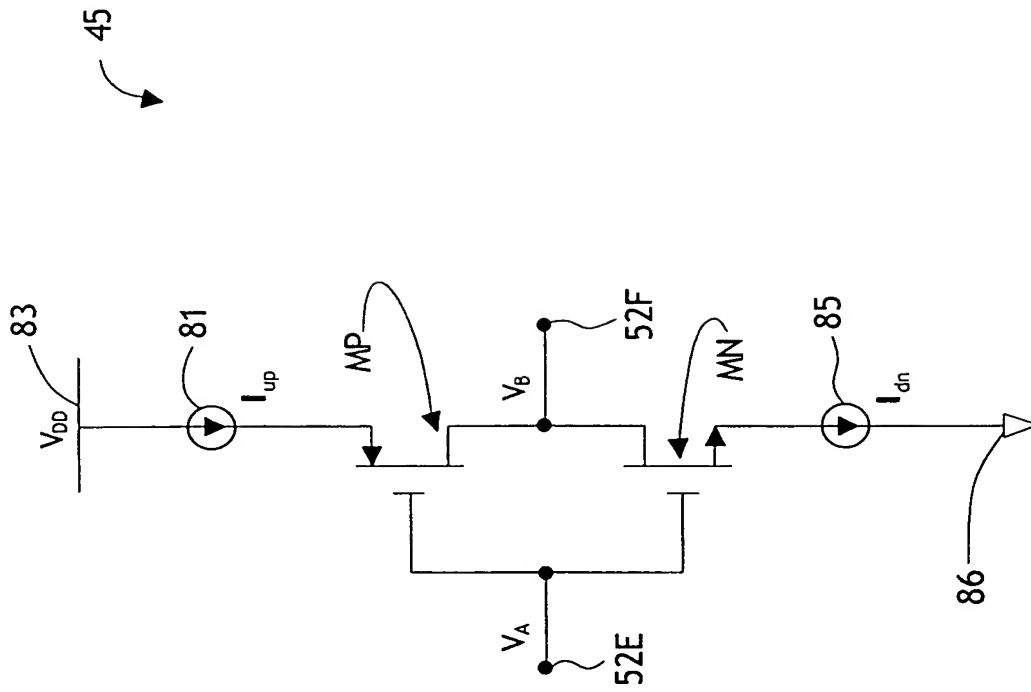 45
83
V_DD
81
I_up
MP
V_B
52F
V_A
52E
MN
85
I_dn
86